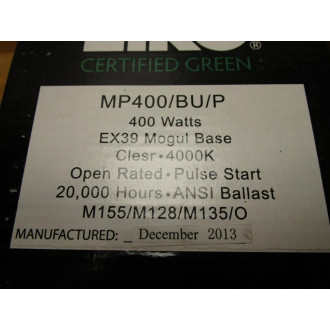 EIKO®
CERTIFIED GREEN
MP400/BU/P
400 Watts
EX39 Mogul Base
Clesr • 4000K
Open Rated • Pulse Start
20,000 Hours • ANSI Ballast
M155/M128/M135/O
MANUFACTURED: _ December 2013